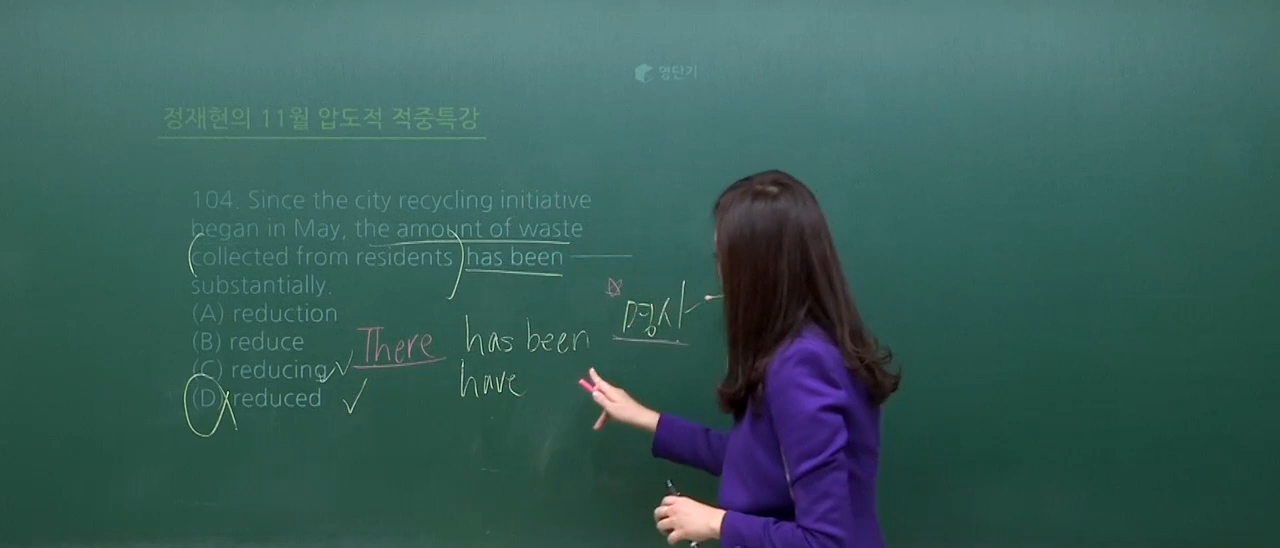 영단기
정재현의 11월 압도적 적중특강
104. Since the city recycling initiative
began in May, the amount of waste
collected from residents has been
substantially.
(A) reduction
(B) reduce
(C) reducing
(D) reduced
There has been 명사
have